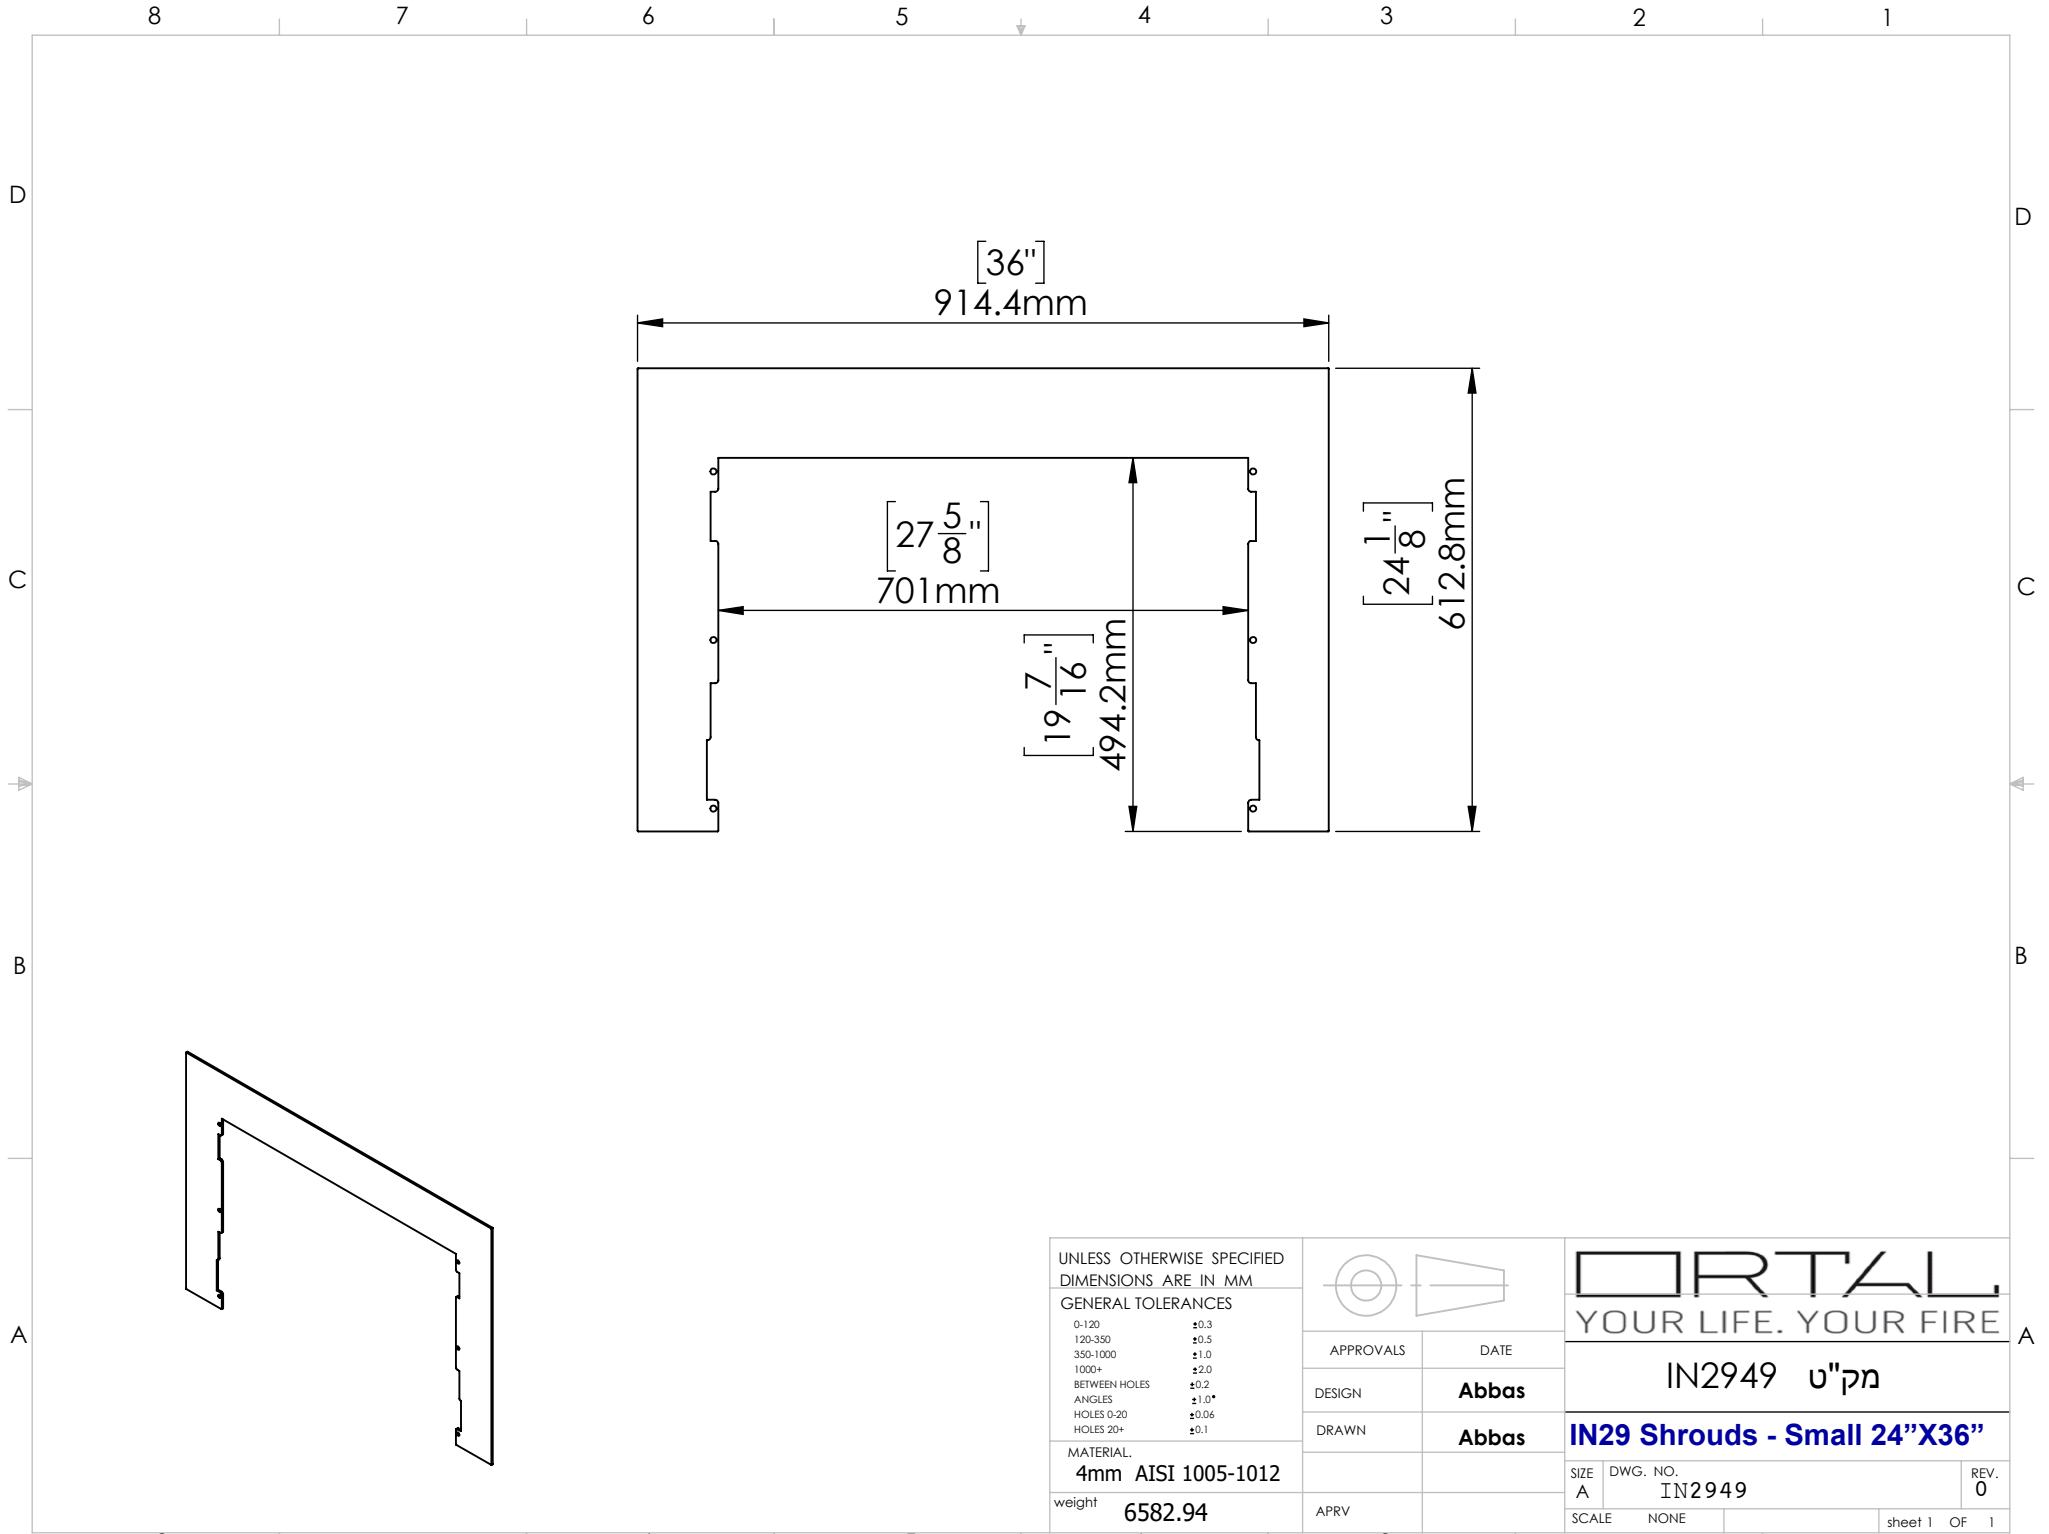 8 7 6 5 4 3 2 1
D D
[36"]
914.4mm
[27 5/8"]
701mm
[19 7/16"]
494.2mm
[24 1/8"]
612.8mm
C C
B B
A A
UNLESS OTHERWISE SPECIFIED
DIMENSIONS ARE IN MM
GENERAL TOLERANCES
0-120 ±0.3
120-350 ±0.5
350-1000 ±1.0
1000+ ±2.0
BETWEEN HOLES ±0.2
ANGLES ±1.0°
HOLES 0-20 ±0.06
HOLES 20+ ±0.1
MATERIAL.
4mm AISI 1005-1012
weight 6582.94
APPROVALS DATE
DESIGN Abbas
DRAWN Abbas
APRV
ORTAL
YOUR LIFE. YOUR FIRE
IN2949 מק"ט
IN29 Shrouds - Small 24”X36”
SIZE DWG. NO. REV.
A IN2949 0
SCALE NONE sheet 1 OF 1